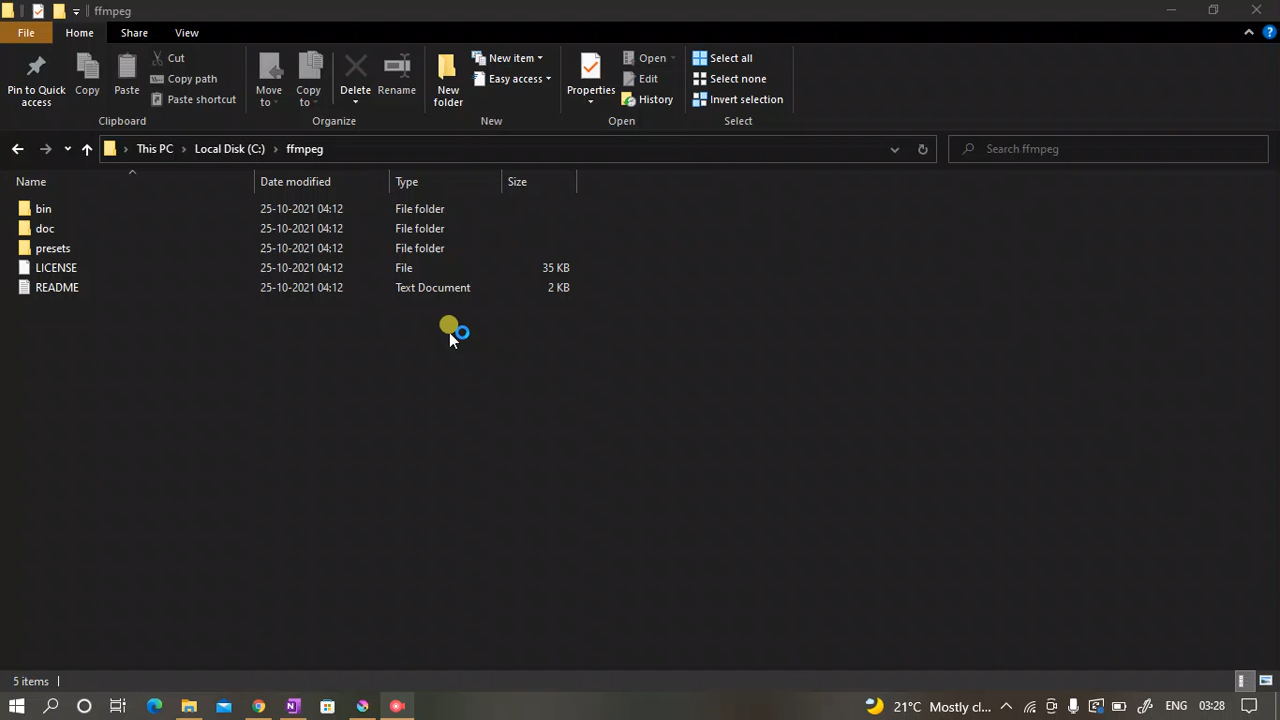 ffmpeg
File Home Share View
Pin to Quick access
Copy
Paste
Cut
Copy path
Paste shortcut
Clipboard
Move to
Copy to
Delete
Rename
Organize
New folder
New item
Easy access
New
Properties
Open
Edit
History
Open
Select all
Select none
Invert selection
Select
This PC Local Disk (C:) ffmpeg
Search ffmpeg
Name Date modified Type Size
bin 25-10-2021 04:12 File folder
doc 25-10-2021 04:12 File folder
presets 25-10-2021 04:12 File folder
LICENSE 25-10-2021 04:12 File 35 KB
README 25-10-2021 04:12 Text Document 2 KB
5 items
21°C Mostly cl... ENG 03:28